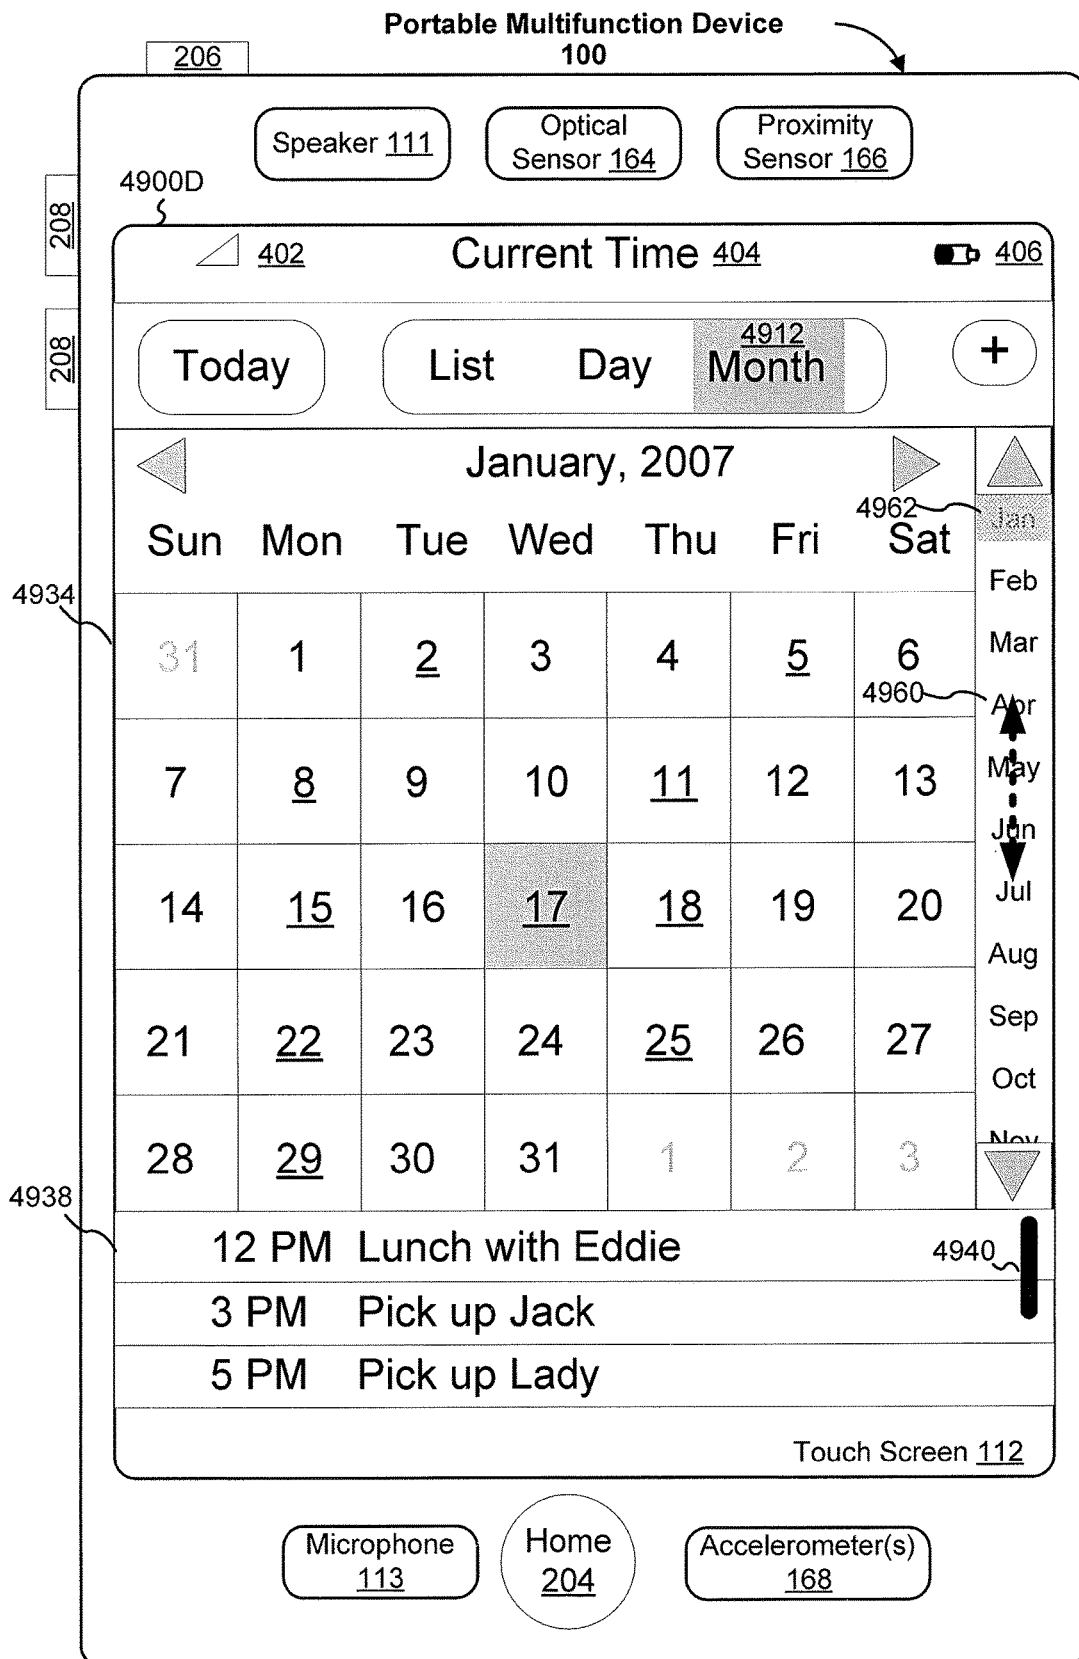 Portable Multifunction Device
100
206
Speaker 111
Optical
Sensor 164
Proximity
Sensor 166
4900D
208
208
402
Current Time 404
406
Today
List Day Month
4912
+
January, 2007
4962
Sun Mon Tue Wed Thu Fri Sat
Jan
Feb
Mar
Apr
May
Jun
Jul
Aug
Sep
Oct
Nov
4934
4960
31 1 2 3 4 5 6
7 8 9 10 11 12 13
14 15 16 17 18 19 20
21 22 23 24 25 26 27
28 29 30 31 1 2 3
4938
12 PM Lunch with Eddie
4940
3 PM Pick up Jack
5 PM Pick up Lady
Touch Screen 112
Microphone
113
Home
204
Accelerometer(s)
168